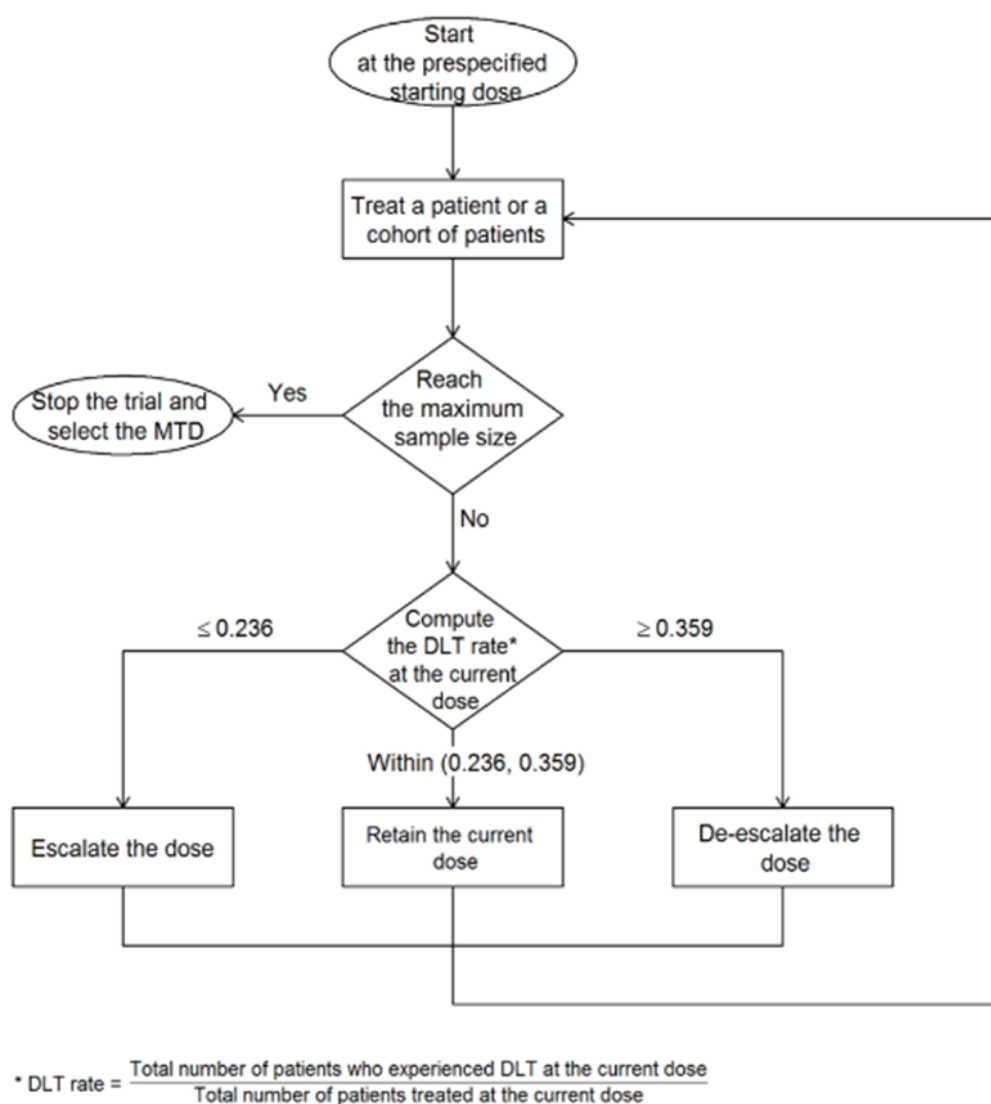 Start
at the prespecified
starting dose
Treat a patient or a
cohort of patients
Reach
the maximum
sample size
Yes
Stop the trial and
select the MTD
No
Compute
the DLT rate*
at the current
dose
≤ 0.236
≥ 0.359
Within (0.236, 0.359)
Escalate the dose
Retain the current
dose
De-escalate the
dose
* DLT rate =
Total number of patients who experienced DLT at the current dose
Total number of patients treated at the current dose